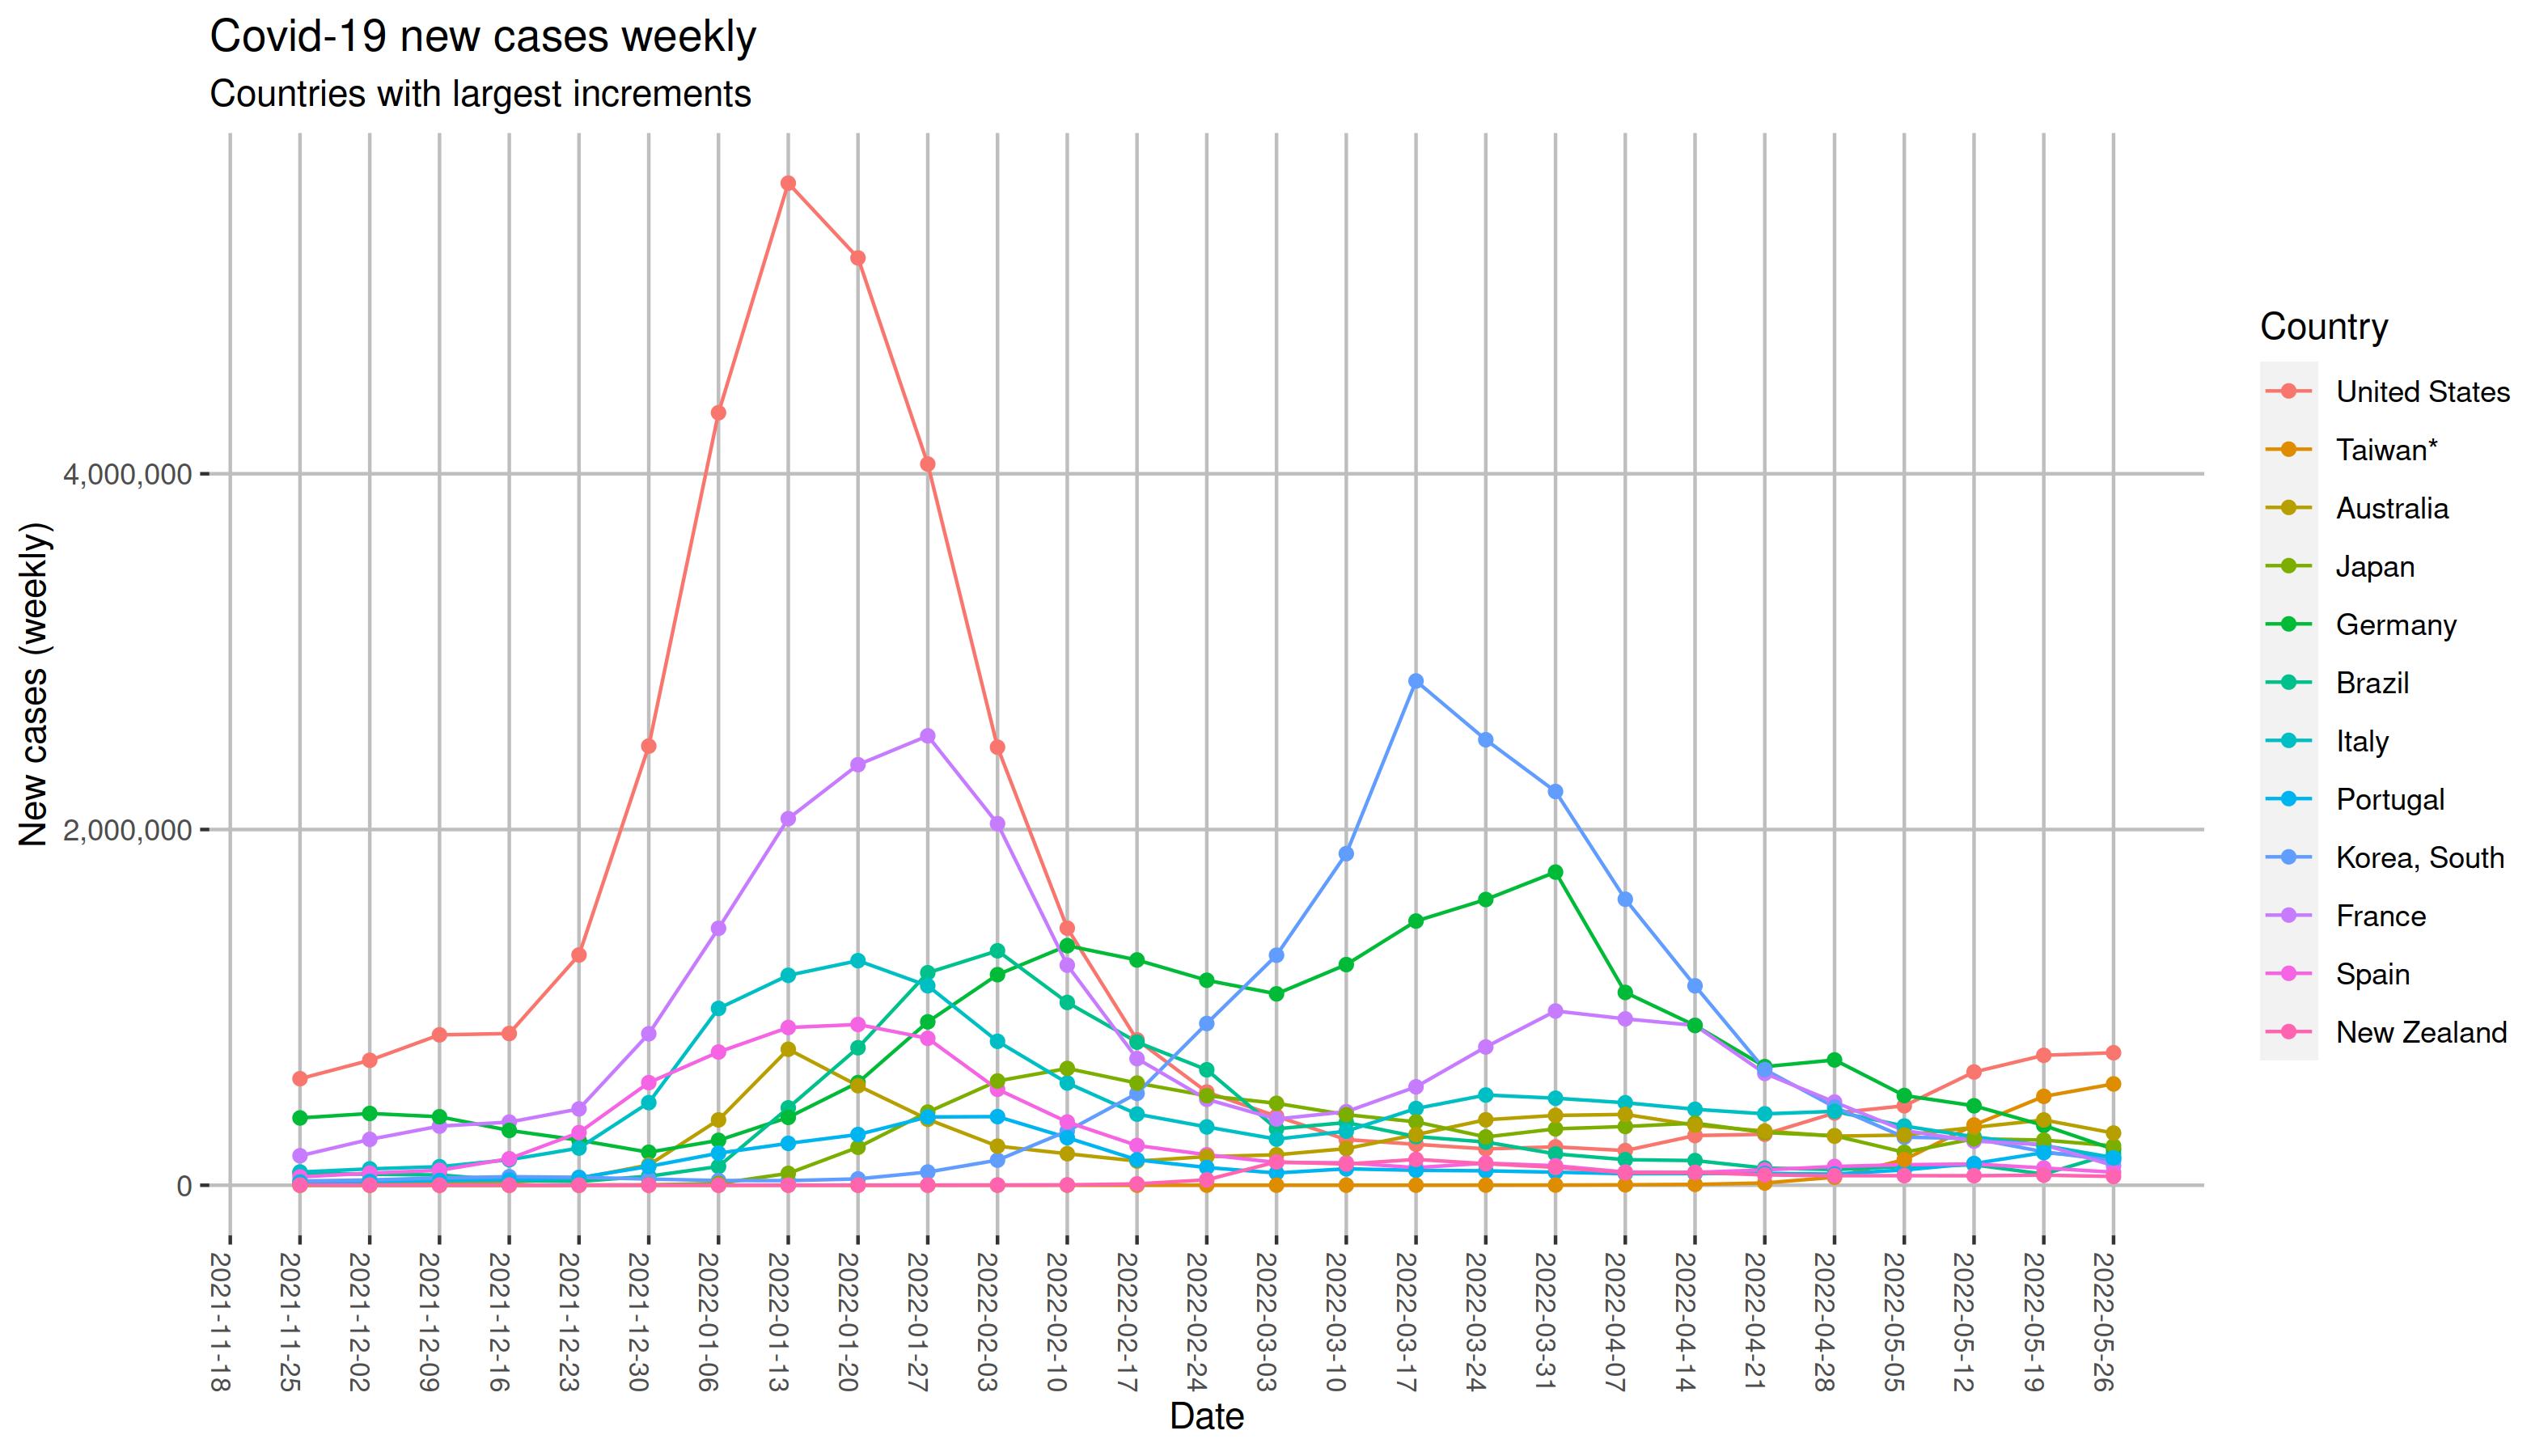 Covid-19 new cases weekly
Countries with largest increments
New cases (weekly)
4,000,000
2,000,000
0
2021-11-18
2021-11-25
2021-12-02
2021-12-09
2021-12-16
2021-12-23
2021-12-30
2022-01-06
2022-01-13
2022-01-20
2022-01-27
2022-02-03
2022-02-10
2022-02-17
2022-02-24
2022-03-03
2022-03-10
2022-03-17
2022-03-24
2022-03-31
2022-04-07
2022-04-14
2022-04-21
2022-04-28
2022-05-05
2022-05-12
2022-05-19
2022-05-26
Date
Country
United States
Taiwan*
Australia
Japan
Germany
Brazil
Italy
Portugal
Korea, South
France
Spain
New Zealand